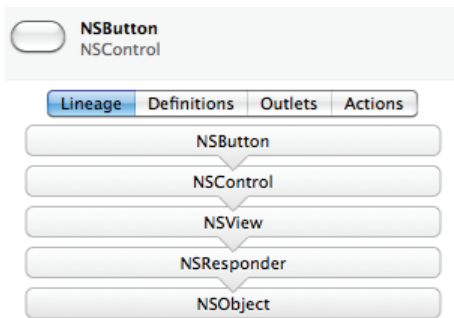 NSButton
NSControl
Lineage Definitions Outlets Actions
NSButton
NSControl
NSView
NSResponder
NSObject